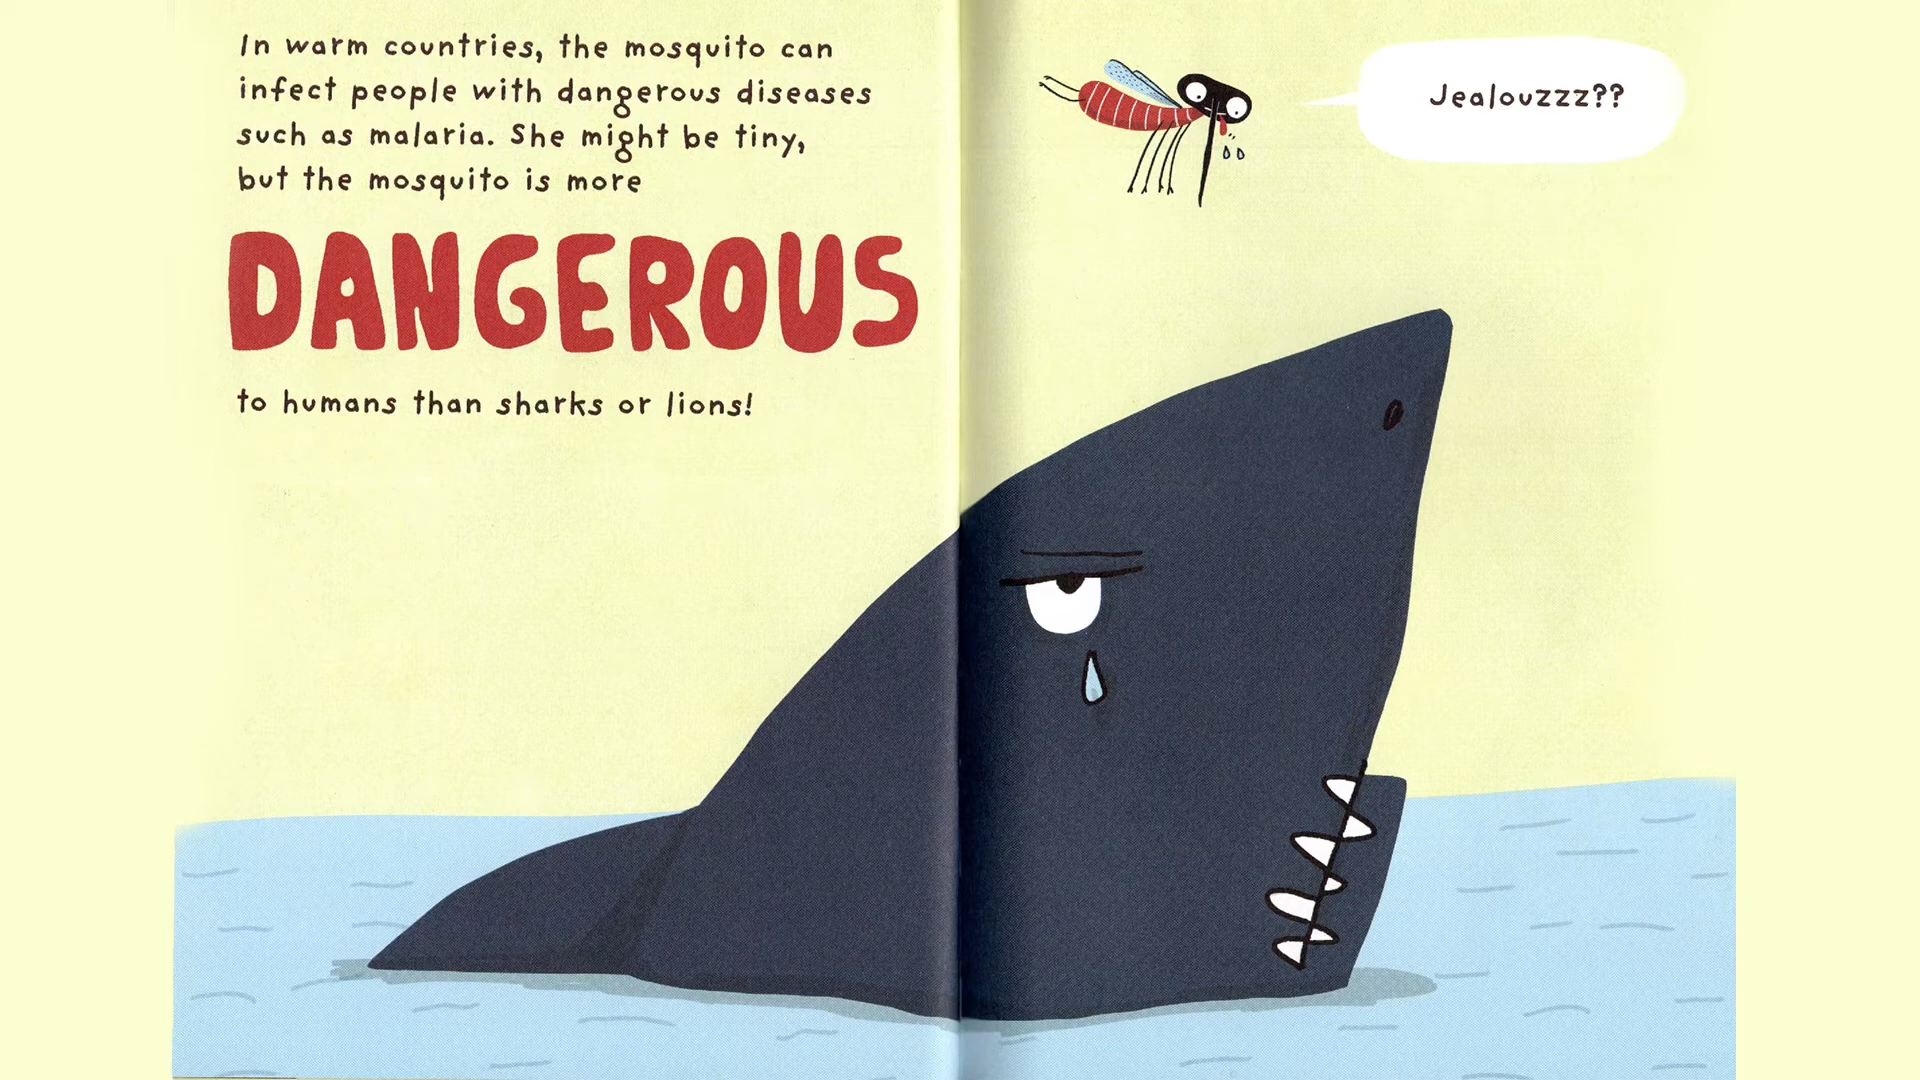 In warm countries, the mosquito can
infect people with dangerous diseases
such as malaria. She might be tiny,
but the mosquito is more
DANGEROUS
to humans than sharks or lions!
Jealouzzz??